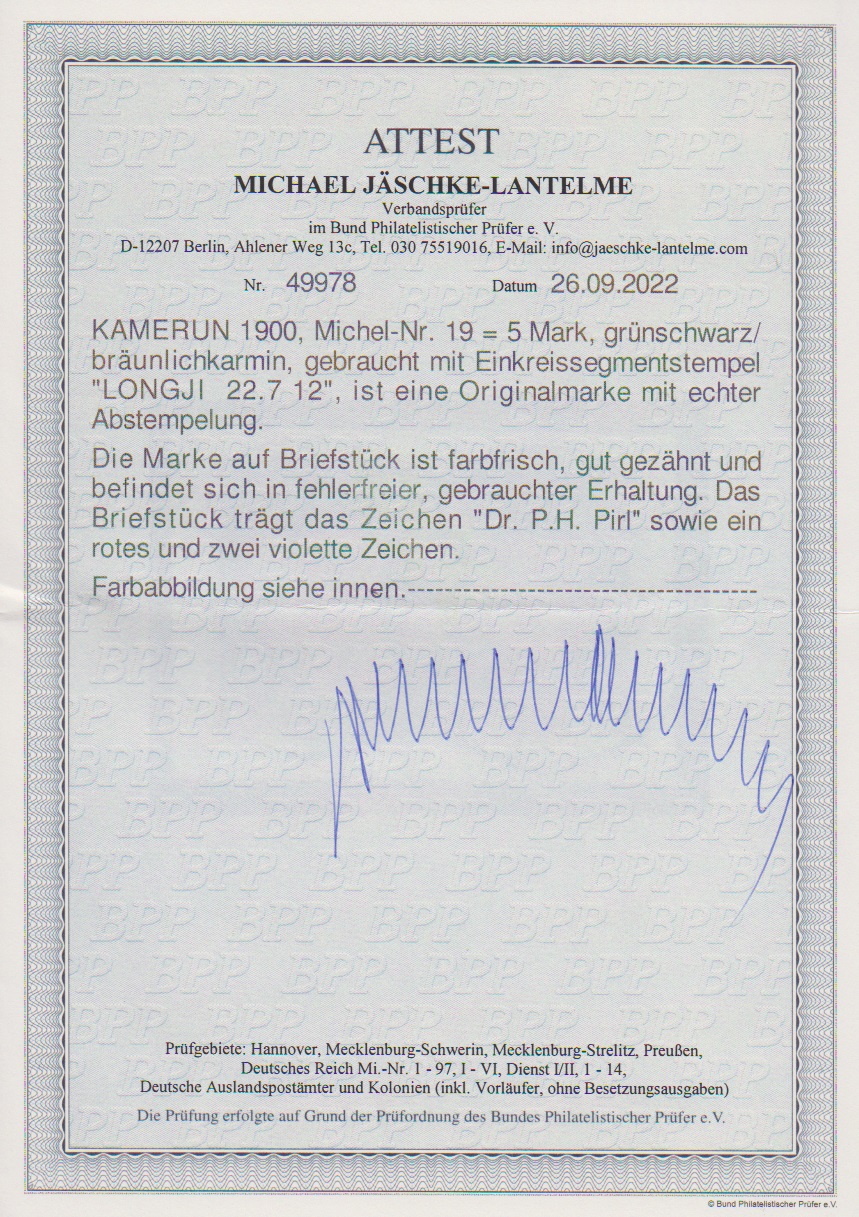 ATTEST
MICHAEL JÄSCHKE-LANTELME
Verbandsprüfer
im Bund Philatelistischer Prüfer e. V.
D-12207 Berlin, Ahlener Weg 13c, Tel. 030 75519016, E-Mail: info@jaeschke-lantelme.com
Nr. 49978 Datum 26.09.2022
KAMERUN 1900, Michel-Nr. 19 = 5 Mark, grünschwarz/
bräunlichkarmin, gebraucht mit Einkreissegmentstempel
"LONGJI 22.7 12", ist eine Originalmarke mit echter
Abstempelung.
Die Marke auf Briefstück ist farbfrisch, gut gezähnt und
befindet sich in fehlerfreier, gebrauchter Erhaltung. Das
Briefstück trägt das Zeichen "Dr. P.H. Pirl" sowie ein
rotes und zwei violette Zeichen.
Farbabbildung siehe innen.--------------------------------------
Prüfgebiete: Hannover, Mecklenburg-Schwerin, Mecklenburg-Strelitz, Preußen,
Deutsches Reich Mi.-Nr. 1 - 97, I - VI, Dienst I/II, 1 - 14,
Deutsche Auslandspostämter und Kolonien (inkl. Vorläufer, ohne Besetzungsausgaben)
Die Prüfung erfolgte auf Grund der Prüfordnung des Bundes Philatelistischer Prüfer e.V.
© Bund Philatelistischer Prüfer e.V.